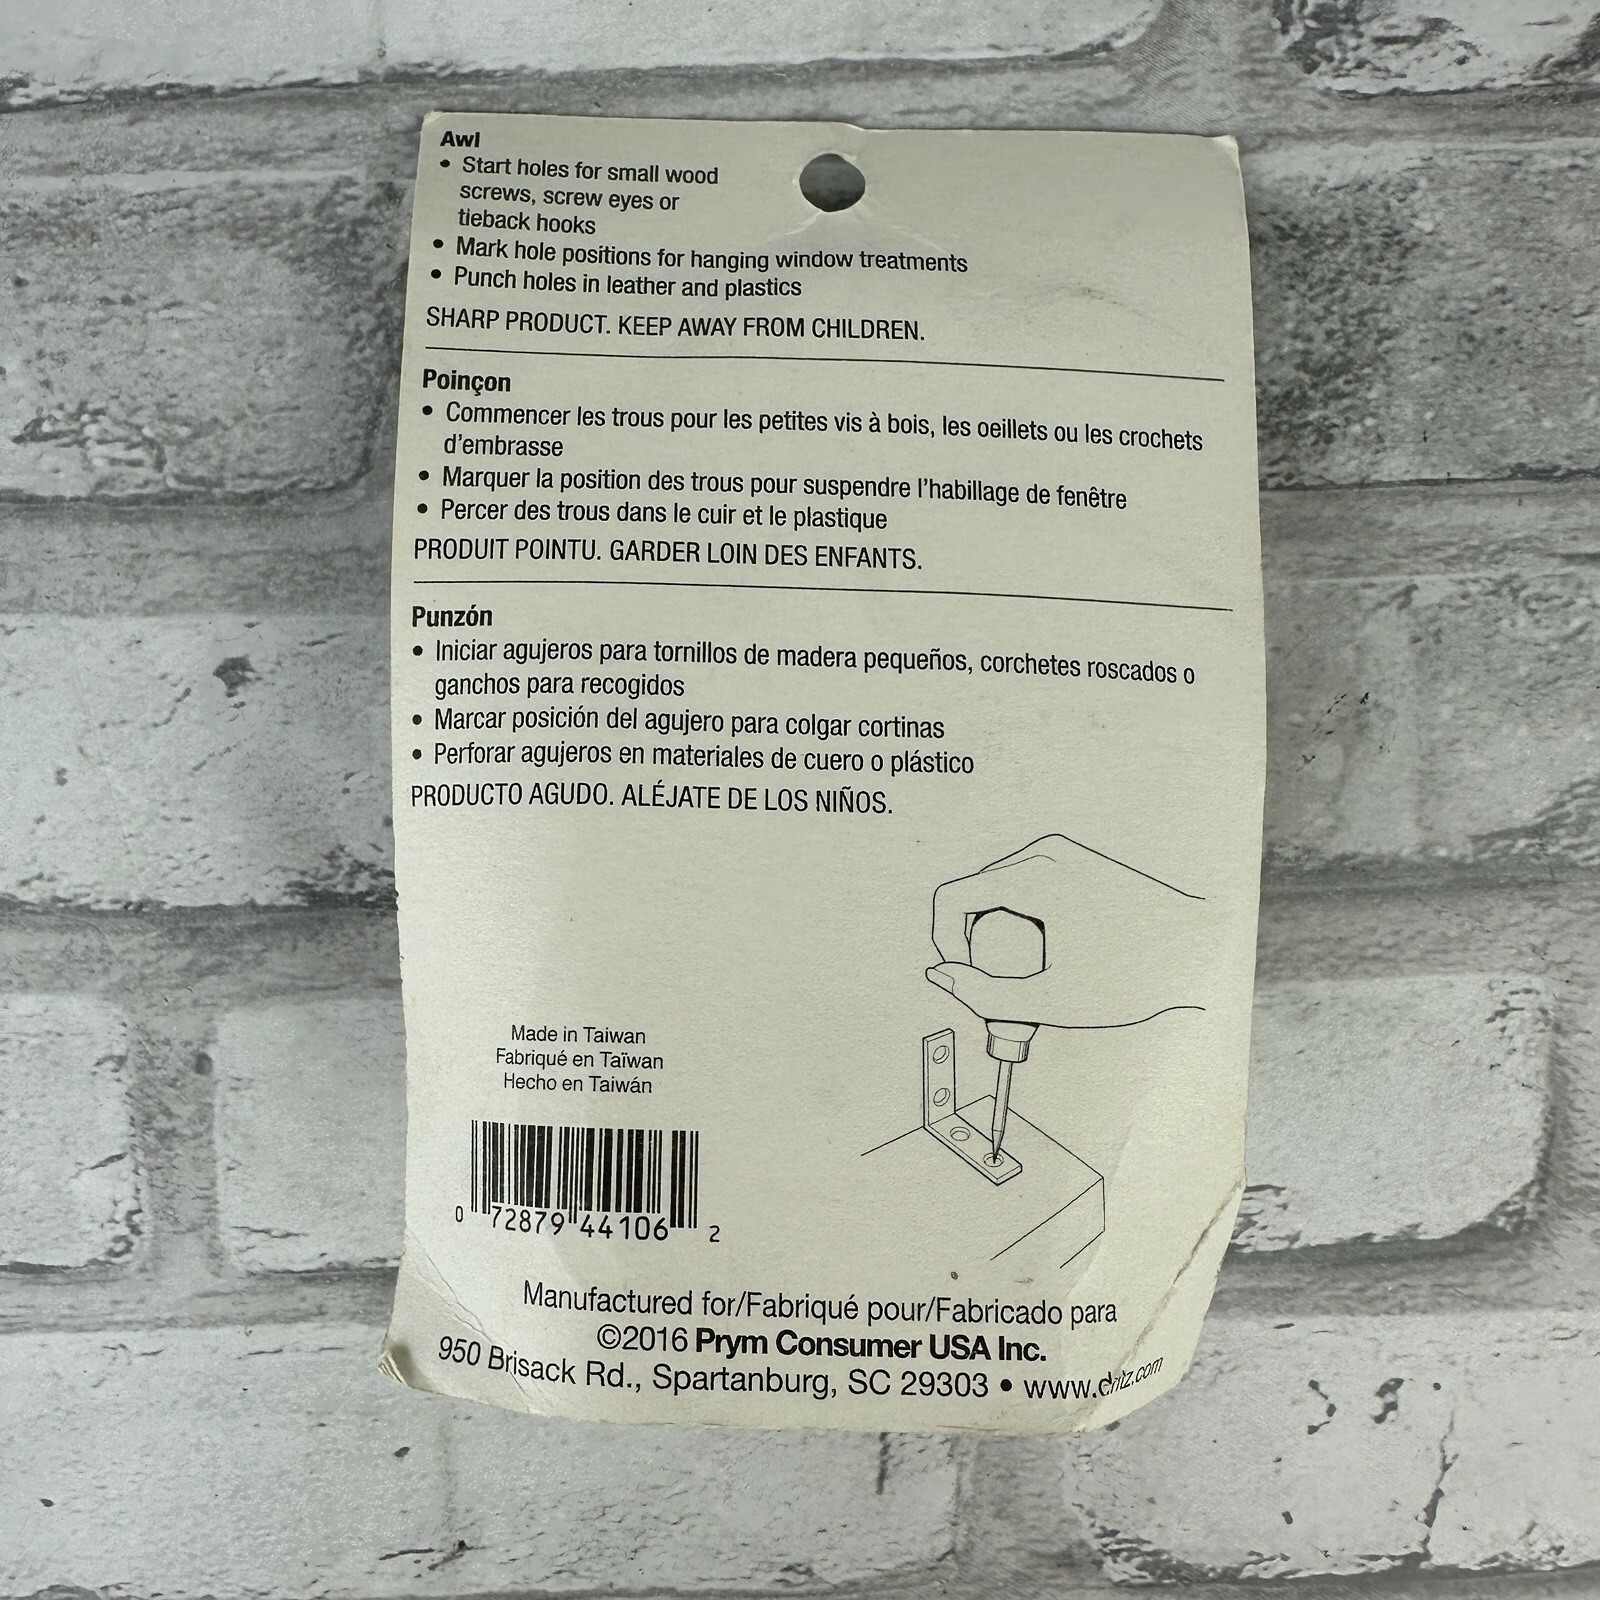 Awl
• Start holes for small wood
screws, screw eyes or
tieback hooks
• Mark hole positions for hanging window treatments
• Punch holes in leather and plastics
SHARP PRODUCT. KEEP AWAY FROM CHILDREN.
Poinçon
• Commencer les trous pour les petites vis à bois, les oeillets ou les crochets
d'embrasse
• Marquer la position des trous pour suspendre l'habillage de fenêtre
• Percer des trous dans le cuir et le plastique
PRODUIT POINTU. GARDER LOIN DES ENFANTS.
Punzón
• Iniciar agujeros para tornillos de madera pequeños, corchetes roscados o
ganchos para recogidos
• Marcar posición del agujero para colgar cortinas
• Perforar agujeros en materiales de cuero o plástico
PRODUCTO AGUDO. ALÉJATE DE LOS NIÑOS.
Made in Taiwan
Fabriqué en Taïwan
Hecho en Taiwán
0 72879 44106 2
Manufactured for/Fabriqué pour/Fabricado para
©2016 Prym Consumer USA Inc.
950 Brisack Rd., Spartanburg, SC 29303 • www.dritz.com